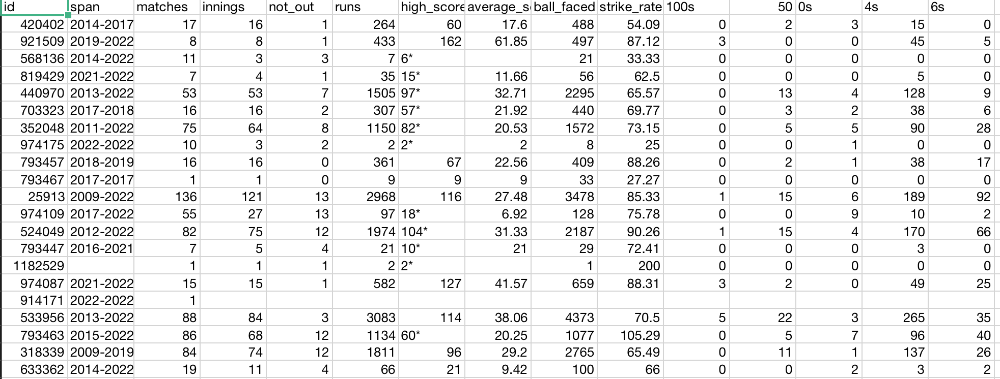 id span matches innings not_out runs high_score average_s ball_faced strike_rate 100s 50 0s 4s 6s
420402 2014-2017 17 16 1 264 60 17.6 488 54.09 0 2 3 15 0
921509 2019-2022 8 8 1 433 162 61.85 497 87.12 3 0 0 45 5
568136 2014-2022 11 3 3 7 6* 21 33.33 0 0 0 0 0
819429 2021-2022 7 4 1 35 15* 11.66 56 62.5 0 0 0 5 0
440970 2013-2022 53 53 7 1505 97* 32.71 2295 65.57 0 13 4 128 9
703323 2017-2018 16 16 2 307 57* 21.92 440 69.77 0 3 2 38 6
352048 2011-2022 75 64 8 1150 82* 20.53 1572 73.15 0 5 5 90 28
974175 2022-2022 10 3 2 2 2* 2 8 25 0 0 1 0 0
793457 2018-2019 16 16 0 361 67 22.56 409 88.26 0 2 1 38 17
793467 2017-2017 1 1 0 9 9 9 33 27.27 0 0 0 0 0
25913 2009-2022 136 121 13 2968 116 27.48 3478 85.33 1 15 6 189 92
974109 2017-2022 55 27 13 97 18* 6.92 128 75.78 0 0 9 10 2
524049 2012-2022 82 75 12 1974 104* 31.33 2187 90.26 1 15 4 170 66
793447 2016-2021 7 5 4 21 10* 21 29 72.41 0 0 0 3 0
1182529 1 1 1 2 2* 1 200 0 0 0 0 0
974087 2021-2022 15 15 1 582 127 41.57 659 88.31 3 2 0 49 25
914171 2022-2022 1
533956 2013-2022 88 84 3 3083 114 38.06 4373 70.5 5 22 3 265 35
793463 2015-2022 86 68 12 1134 60* 20.25 1077 105.29 0 5 7 96 40
318339 2009-2019 84 74 12 1811 96 29.2 2765 65.49 0 11 1 137 26
633362 2014-2022 19 11 4 66 21 9.42 100 66 0 0 2 3 2